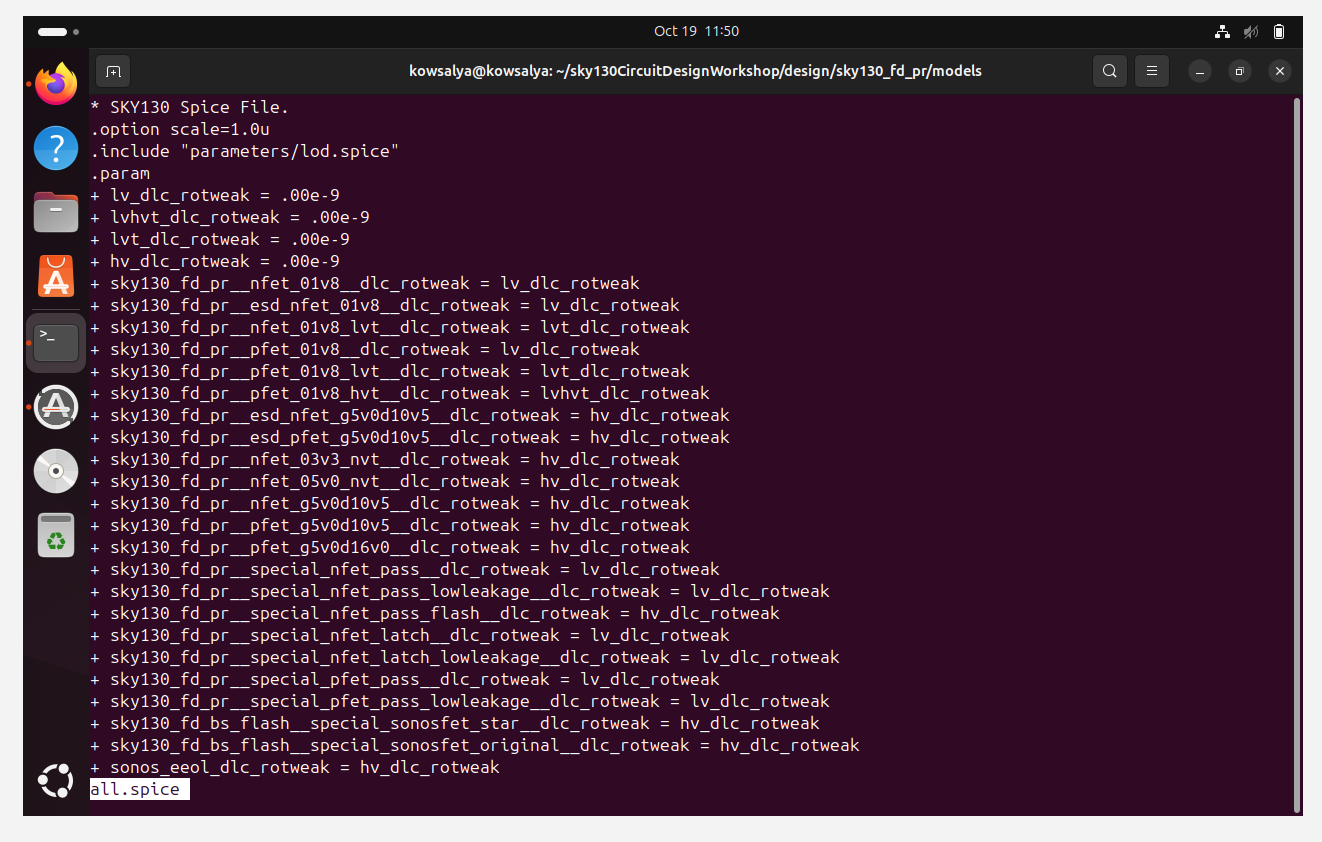 Oct 19 11:50
kowsalya@kowsalya: ~/sky130CircuitDesignWorkshop/design/sky130_fd_pr/models
* SKY130 Spice File.
.option scale=1.0u
.include "parameters/lod.spice"
.param
+ lv_dlc_rotweak = .00e-9
+ lvhvt_dlc_rotweak = .00e-9
+ lvt_dlc_rotweak = .00e-9
+ hv_dlc_rotweak = .00e-9
+ sky130_fd_pr__nfet_01v8__dlc_rotweak = lv_dlc_rotweak
+ sky130_fd_pr__esd_nfet_01v8__dlc_rotweak = lv_dlc_rotweak
+ sky130_fd_pr__nfet_01v8_lvt__dlc_rotweak = lvt_dlc_rotweak
+ sky130_fd_pr__pfet_01v8__dlc_rotweak = lv_dlc_rotweak
+ sky130_fd_pr__pfet_01v8_lvt__dlc_rotweak = lvt_dlc_rotweak
+ sky130_fd_pr__pfet_01v8_hvt__dlc_rotweak = lvhvt_dlc_rotweak
+ sky130_fd_pr__esd_nfet_g5v0d10v5__dlc_rotweak = hv_dlc_rotweak
+ sky130_fd_pr__esd_pfet_g5v0d10v5__dlc_rotweak = hv_dlc_rotweak
+ sky130_fd_pr__nfet_03v3_nvt__dlc_rotweak = hv_dlc_rotweak
+ sky130_fd_pr__nfet_05v0_nvt__dlc_rotweak = hv_dlc_rotweak
+ sky130_fd_pr__nfet_g5v0d10v5__dlc_rotweak = hv_dlc_rotweak
+ sky130_fd_pr__pfet_g5v0d10v5__dlc_rotweak = hv_dlc_rotweak
+ sky130_fd_pr__pfet_g5v0d16v0__dlc_rotweak = hv_dlc_rotweak
+ sky130_fd_pr__special_nfet_pass__dlc_rotweak = lv_dlc_rotweak
+ sky130_fd_pr__special_nfet_pass_lowleakage__dlc_rotweak = lv_dlc_rotweak
+ sky130_fd_pr__special_nfet_pass_flash__dlc_rotweak = hv_dlc_rotweak
+ sky130_fd_pr__special_nfet_latch__dlc_rotweak = lv_dlc_rotweak
+ sky130_fd_pr__special_nfet_latch_lowleakage__dlc_rotweak = lv_dlc_rotweak
+ sky130_fd_pr__special_pfet_pass__dlc_rotweak = lv_dlc_rotweak
+ sky130_fd_pr__special_pfet_pass_lowleakage__dlc_rotweak = lv_dlc_rotweak
+ sky130_fd_bs_flash__special_sonosfet_star__dlc_rotweak = hv_dlc_rotweak
+ sky130_fd_bs_flash__special_sonosfet_original__dlc_rotweak = hv_dlc_rotweak
+ sonos_eeol_dlc_rotweak = hv_dlc_rotweak
all.spice